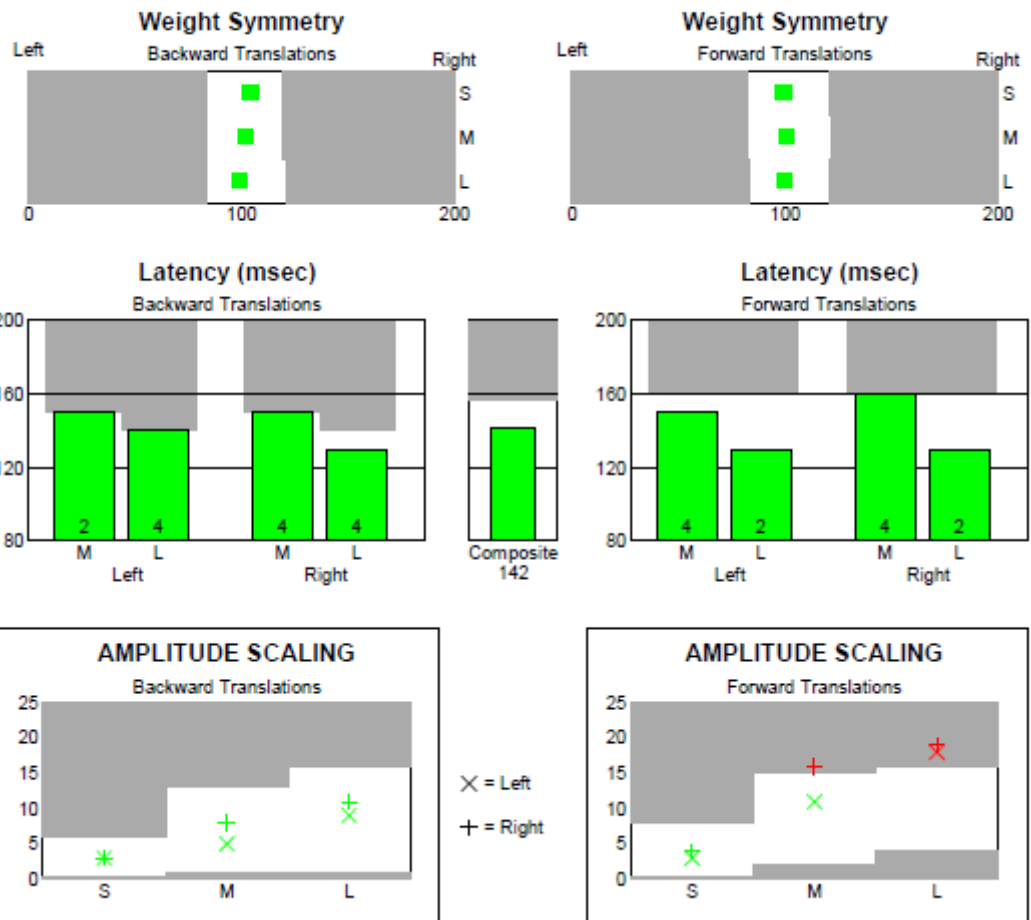 Weight Symmetry
Backward Translations
Left
Right
S
M
L
0 100 200
Weight Symmetry
Forward Translations
Left
Right
S
M
L
0 100 200
Latency (msec)
Backward Translations
200
160
120
80
2 4 4 4
M L M L
Left Right
Composite
142
Latency (msec)
Forward Translations
200
160
120
80
4 2 4 2
M L M L
Left Right
AMPLITUDE SCALING
Backward Translations
25
20
15
10
5
0
S M L
× = Left
+ = Right
AMPLITUDE SCALING
Forward Translations
25
20
15
10
5
0
S M L